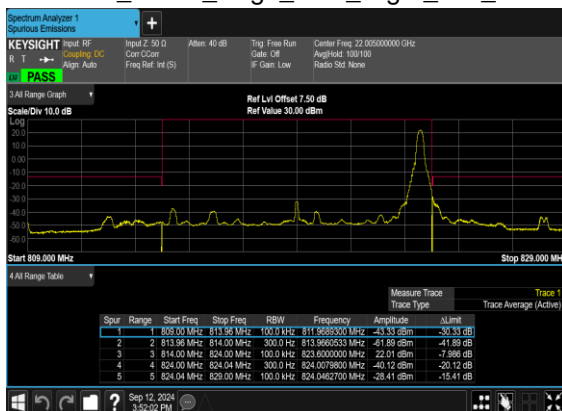 Spectrum Analyzer 1
Spurious Emissions
KEYSIGHT Input: RF Input Z: 50 Ω Atten: 40 dB Trig: Free Run Center Freq: 22.005000000 GHz
R T Coupling: DC Corr CCorr Gate: Off Avg|Hold: 100/100
Align: Auto Freq Ref: Int (S) IF Gain: Low Radio Std: None
PASS
3 All Range Graph
Ref Lvl Offset 7.50 dB
Scale/Div 10.0 dB Ref Value 30.00 dBm
Log
20.0
10.0
0.00
-10.0
-20.0
-30.0
-40.0
-50.0
-60.0
Start 809.000 MHz Stop 829.000 MH
4 All Range Table
Measure Trace Trace 1
Trace Type Trace Average (Active)
Spur Range Start Freq Stop Freq RBW Frequency Amplitude ΔLimit
1 1 809.00 MHz 813.96 MHz 100.0 kHz 811.9689300 MHz -43.33 dBm -30.33 dB
2 2 813.96 MHz 814.00 MHz 300.0 Hz 813.9660533 MHz -61.89 dBm -41.89 dB
3 3 814.00 MHz 824.00 MHz 100.0 kHz 823.6000000 MHz 22.01 dBm -7.986 dB
4 4 824.00 MHz 824.04 MHz 300.0 Hz 824.0079800 MHz -40.12 dBm -20.12 dB
5 5 824.04 MHz 829.00 MHz 100.0 kHz 824.0462700 MHz -28.41 dBm -15.41 dB
Sep 12, 2024
3:52:02 PM